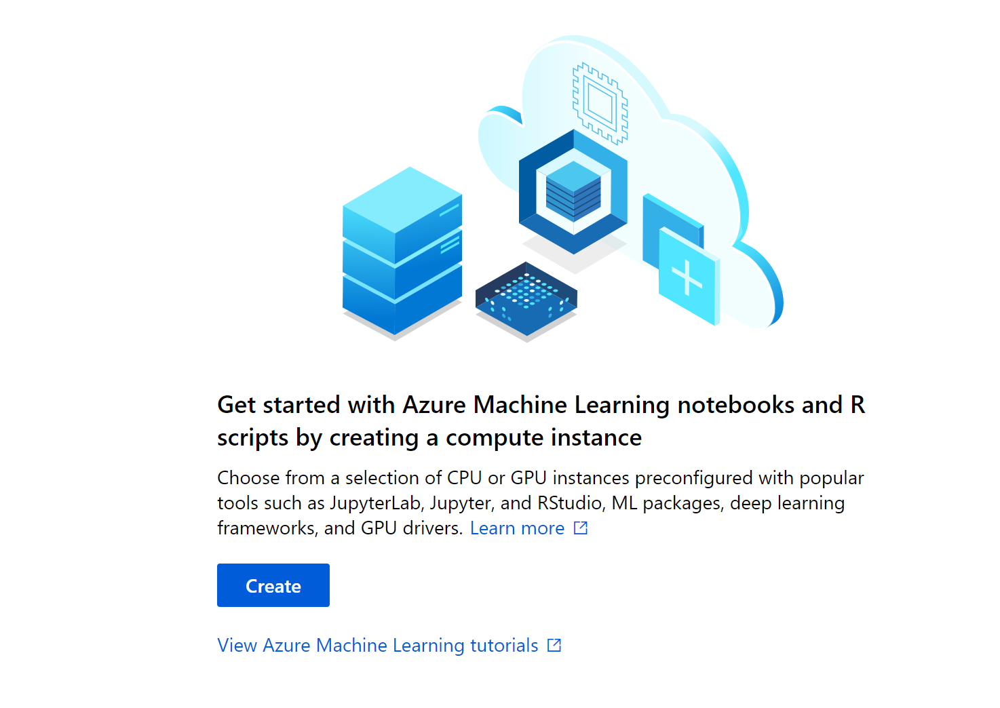 Get started with Azure Machine Learning notebooks and R
scripts by creating a compute instance
Choose from a selection of CPU or GPU instances preconfigured with popular
tools such as JupyterLab, Jupyter, and RStudio, ML packages, deep learning
frameworks, and GPU drivers. Learn more
Create
View Azure Machine Learning tutorials